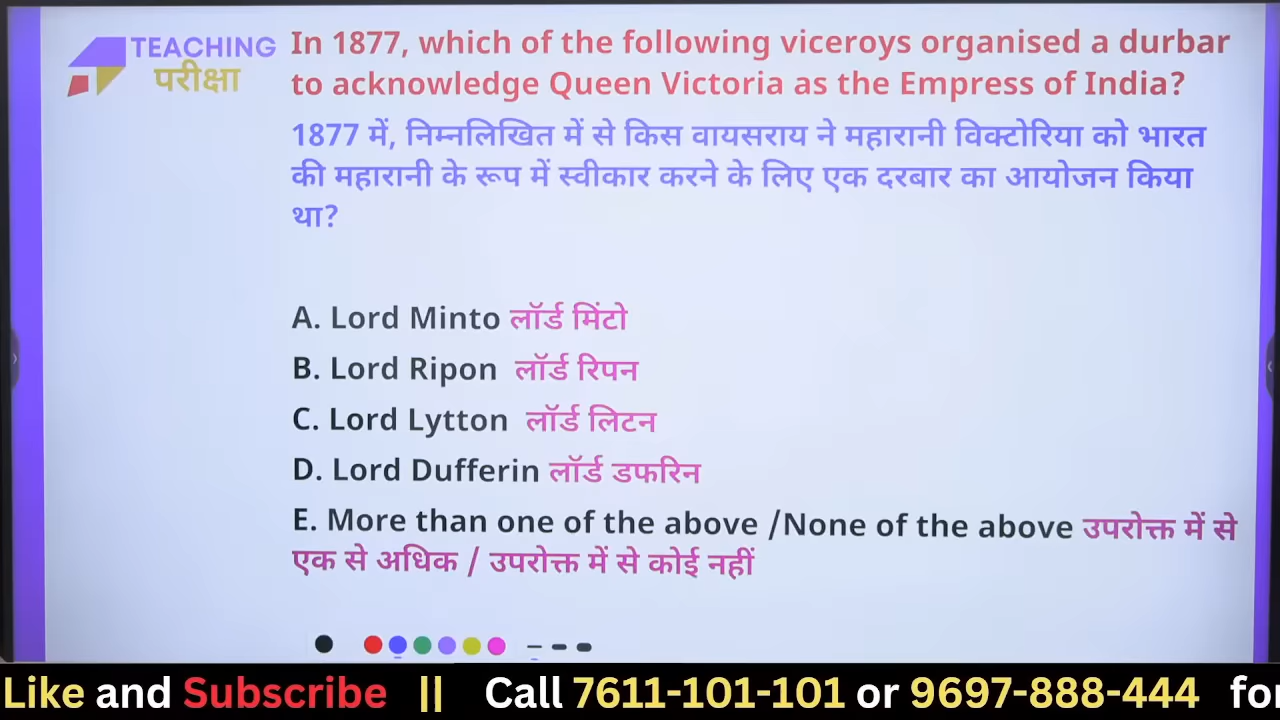 TEACHING
परीक्षा
In 1877, which of the following viceroys organised a durbar
to acknowledge Queen Victoria as the Empress of India?
1877 में, निम्नलिखित में से किस वायसराय ने महारानी विक्टोरिया को भारत
की महारानी के रूप में स्वीकार करने के लिए एक दरबार का आयोजन किया
था?
A. Lord Minto लॉर्ड मिंटो
B. Lord Ripon लॉर्ड रिपन
C. Lord Lytton लॉर्ड लिटन
D. Lord Dufferin लॉर्ड डफरिन
E. More than one of the above /None of the above उपरोक्त में से
एक से अधिक / उपरोक्त में से कोई नहीं
Like and Subscribe || Call 7611-101-101 or 9697-888-444 for